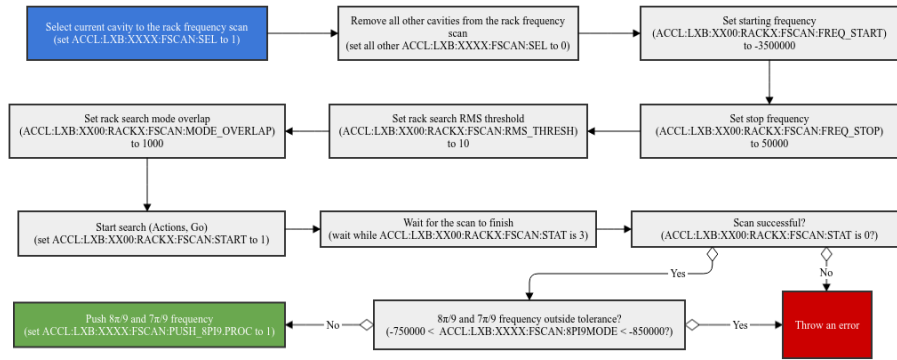 Select current cavity to the rack frequency scan
(set ACCL:LXB:XXXX:FSCAN:SEL to 1)
Remove all other cavities from the rack frequency
scan
(set all other ACCL:LXB:XXXX:FSCAN:SEL to 0)
Set starting frequency
(ACCL:LXB:XX00:RACKX:FSCAN:FREQ_START)
to -3500000
Set rack search mode overlap
(ACCL:LXB:XX00:RACKX:FSCAN:MODE_OVERLAP)
to 1000
Set rack search RMS threshold
(ACCL:LXB:XX00:RACKX:FSCAN:RMS_THRESH)
to 10
Set stop frequency
(ACCL:LXB:XX00:RACKX:FSCAN:FREQ_STOP)
to 50000
Start search (Actions, Go)
(set ACCL:LXB:XX00:RACKX:FSCAN:START to 1)
Wait for the scan to finish
(wait while ACCL:LXB:XX00:RACKX:FSCAN:STAT is 3)
Scan successful?
(ACCL:LXB:XX00:RACKX:FSCAN:STAT is 0?)
Yes
No
Push 8π/9 and 7π/9 frequency
(set ACCL:LXB:XXXX:FSCAN:PUSH_8PI9.PROC to 1)
No
8π/9 and 7π/9 frequency outside tolerance?
(-750000 < ACCL:LXB:XXXX:FSCAN:8PI9MODE < -850000?)
Yes
Throw an error